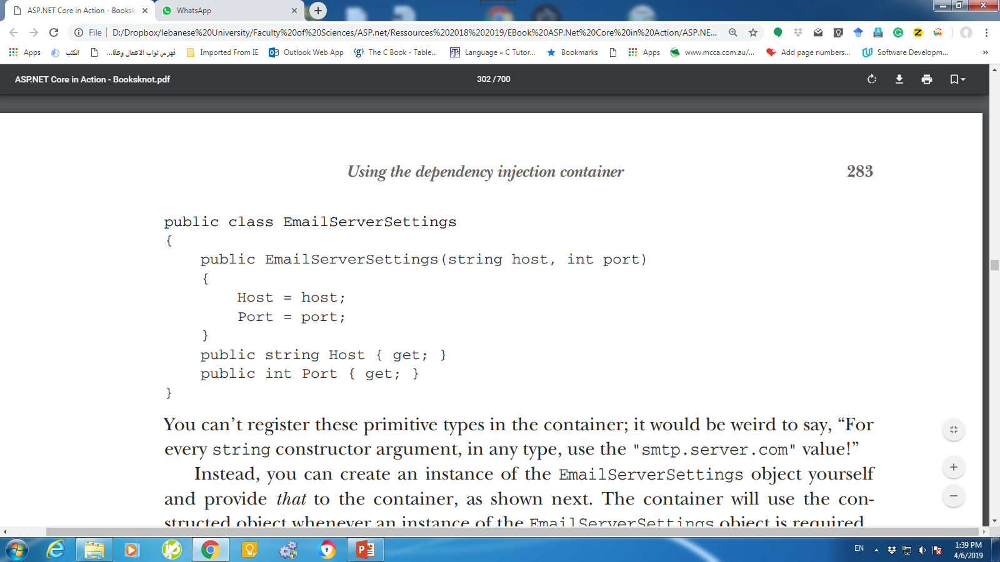 ASP.NET Core in Action - Booksk
WhatsApp
File
D:/Dropbox/lebanese%20University/Faculty%20of%20Sciences/ASP.net/Ressources%202018%202019/EBook%20ASP.Net%20Core%20in%20Action/ASP.NE...
Apps
الكتب
فهرس ثواب الاعمال وعقا...
Imported From IE
Outlook Web App
The C Book - Table...
Language « C Tutor...
Bookmarks
Apps
www.mcca.com.au/...
Add page numbers...
Software Developm...
»
ASP.NET Core in Action - Booksknot.pdf
302 / 700
Using the dependency injection container 283
public class EmailServerSettings
{
public EmailServerSettings(string host, int port)
{
Host = host;
Port = port;
}
public string Host { get; }
public int Port { get; }
}
You can’t register these primitive types in the container; it would be weird to say, “For
every string constructor argument, in any type, use the "smtp.server.com" value!”
Instead, you can create an instance of the EmailServerSettings object yourself
and provide that to the container, as shown next. The container will use the con-
structed object whenever an instance of the EmailServerSettings object is required.
EN
1:39 PM
4/6/2019